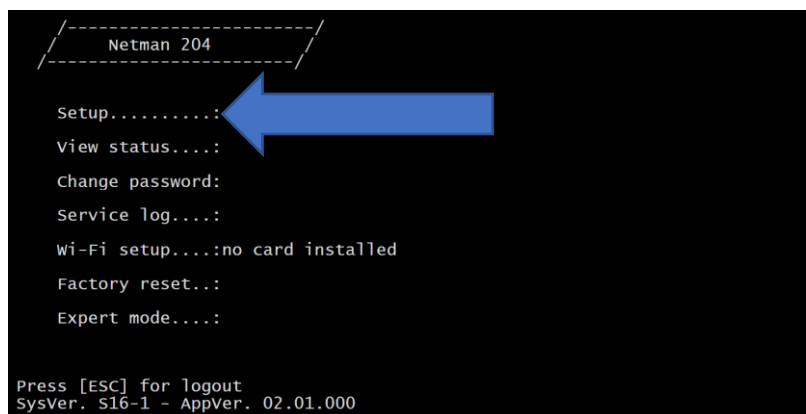 Netman 204
Setup..........:
View status....:
Change password:
Service log....:
Wi-Fi setup....:no card installed
Factory reset..:
Expert mode....:
Press [ESC] for logout
SysVer. S16-1 - AppVer. 02.01.000